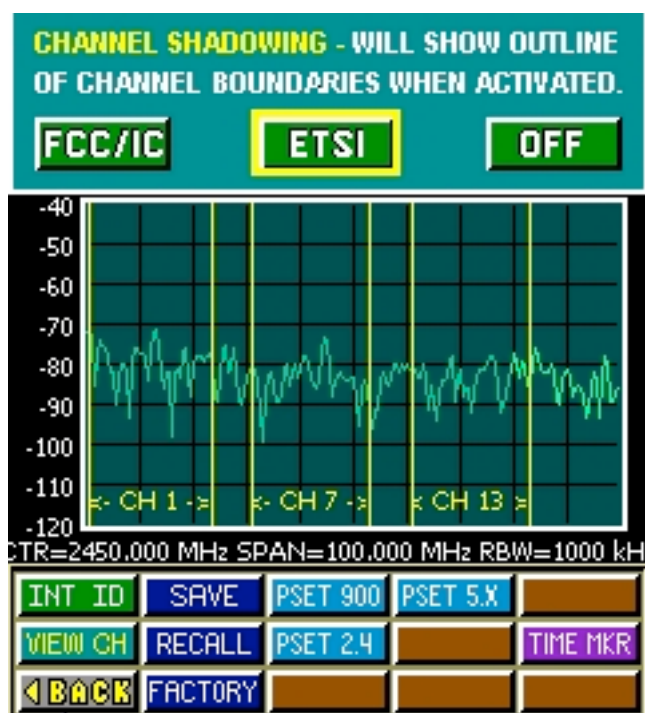 CHANNEL SHADOWING - WILL SHOW OUTLINE
OF CHANNEL BOUNDARIES WHEN ACTIVATED.
FCC/IC ETSI OFF
-40
-50
-60
-70
-80
-90
-100
-110
-120
<- CH 1 -> <- CH 7 -> < CH 13 >
CTR=2450.000 MHz SPAN=100.000 MHz RBW=1000 kH
INT ID SAVE PSET 900 PSET 5.X
VIEW CH RECALL PSET 2.4 TIME MKR
BACK FACTORY